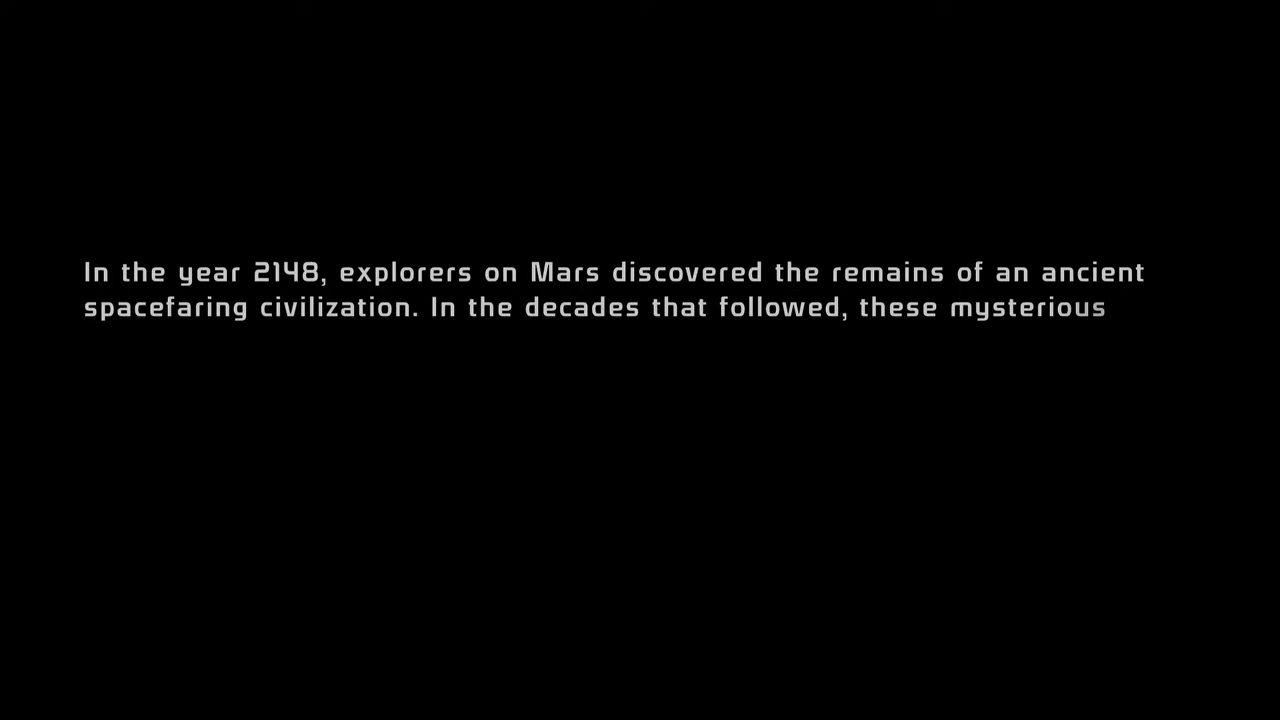 In the year 2148, explorers on Mars discovered the remains of an ancient
spacefaring civilization. In the decades that followed, these mysterious